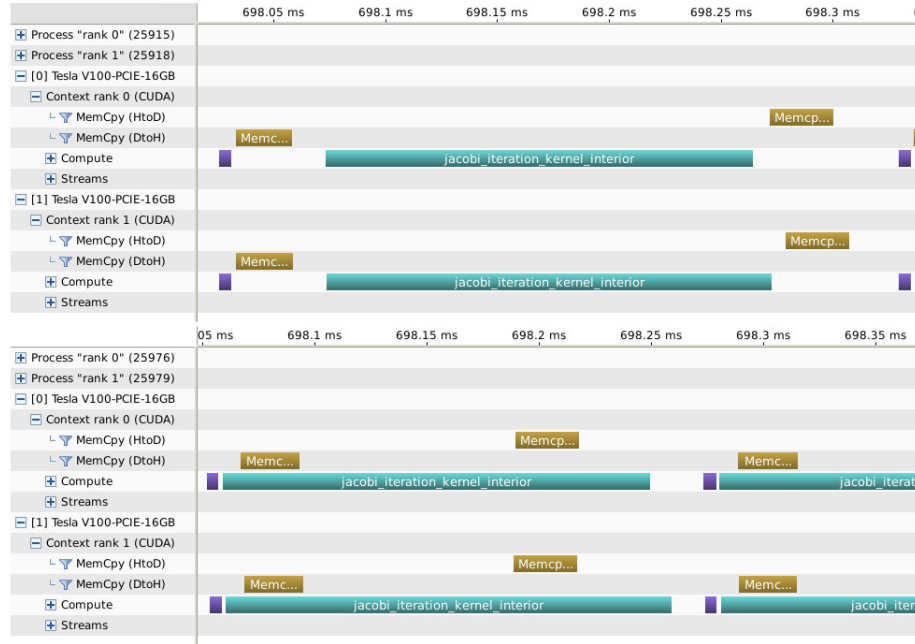 698.05 ms 698.1 ms 698.15 ms 698.2 ms 698.25 ms 698.3 ms
Process "rank 0" (25915)
Process "rank 1" (25918)
[0] Tesla V100-PCIE-16GB
Context rank 0 (CUDA)
MemCpy (HtoD) Memcp...
MemCpy (DtoH) Memc...
Compute jacobi_iteration_kernel_interior
Streams
[1] Tesla V100-PCIE-16GB
Context rank 1 (CUDA)
MemCpy (HtoD) Memcp...
MemCpy (DtoH) Memc...
Compute jacobi_iteration_kernel_interior
Streams
05 ms 698.1 ms 698.15 ms 698.2 ms 698.25 ms 698.3 ms 698.35 ms
Process "rank 0" (25976)
Process "rank 1" (25979)
[0] Tesla V100-PCIE-16GB
Context rank 0 (CUDA)
MemCpy (HtoD) Memcp...
MemCpy (DtoH) Memc... Memc...
Compute jacobi_iteration_kernel_interior jacobi_iterat
Streams
[1] Tesla V100-PCIE-16GB
Context rank 1 (CUDA)
MemCpy (HtoD) Memcp...
MemCpy (DtoH) Memc... Memc...
Compute jacobi_iteration_kernel_interior jacobi_iter
Streams